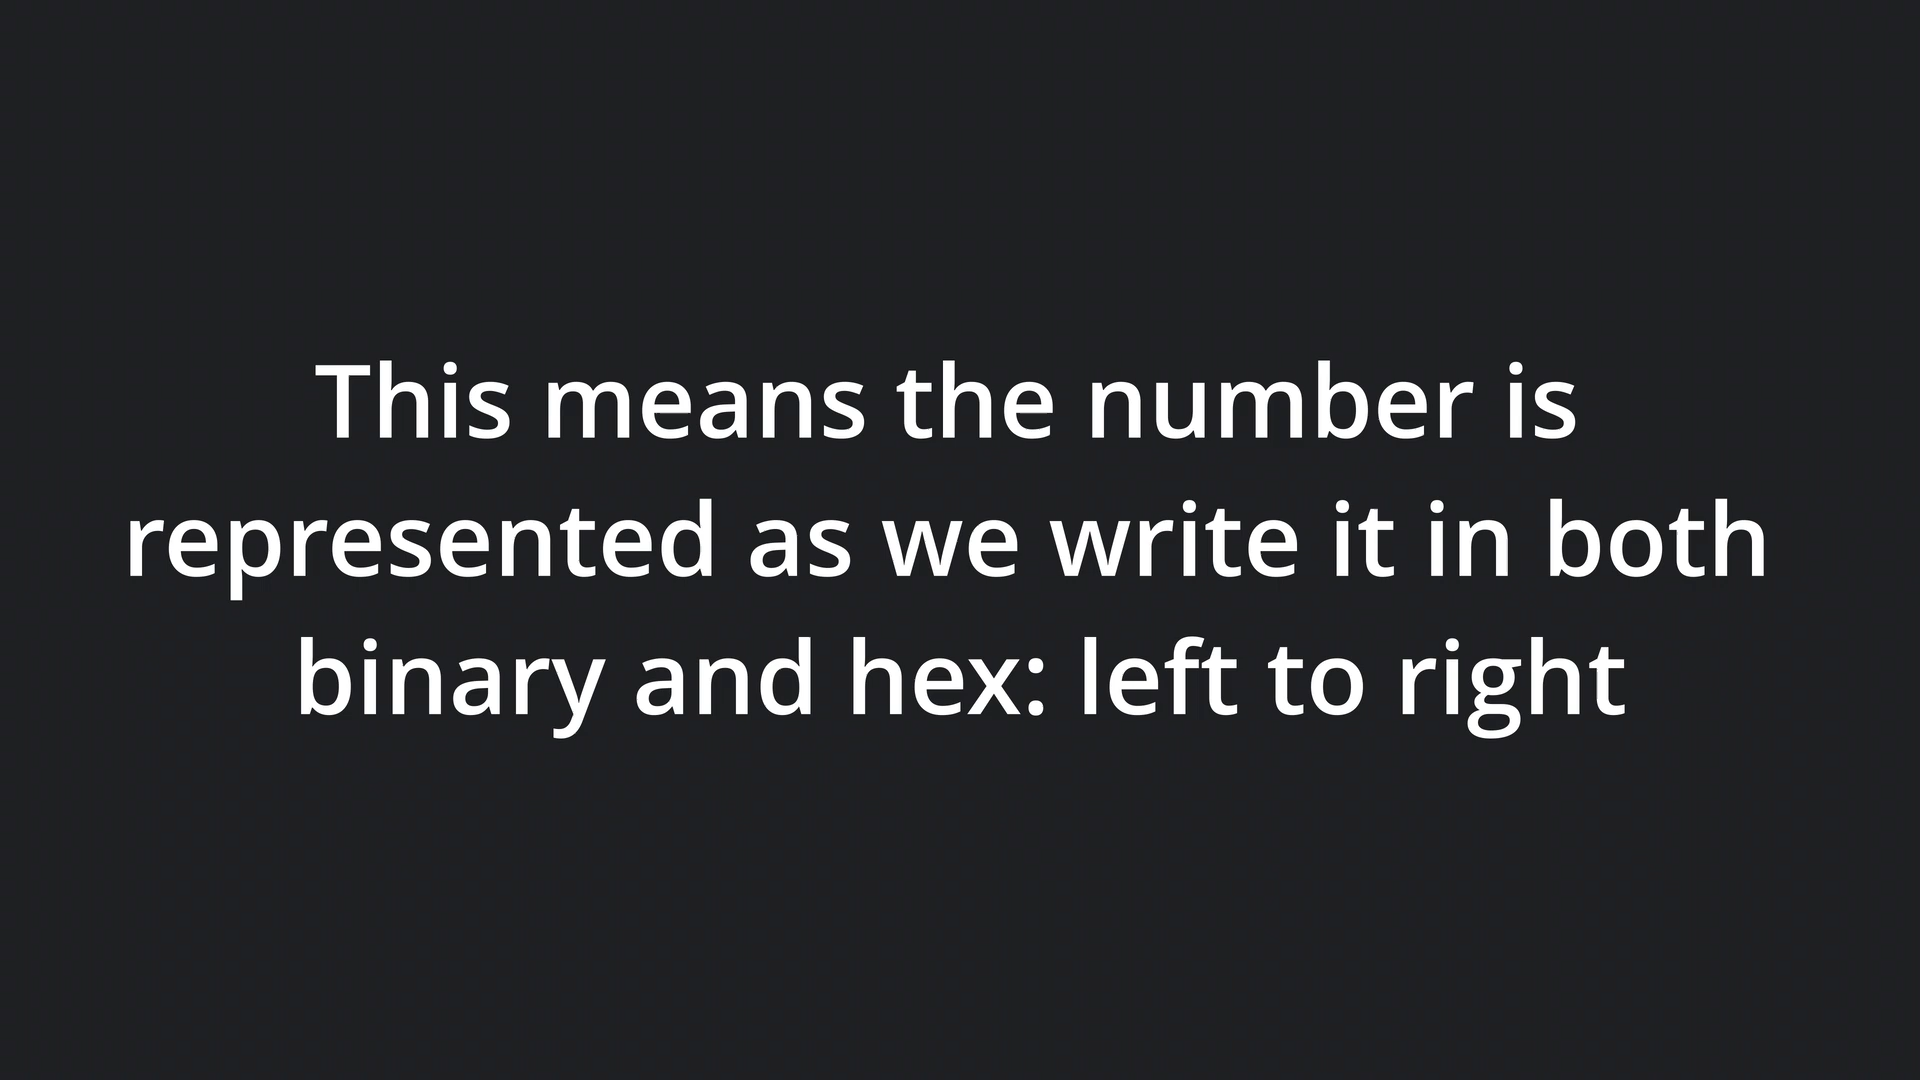 This means the number is
represented as we write it in both
binary and hex: left to right